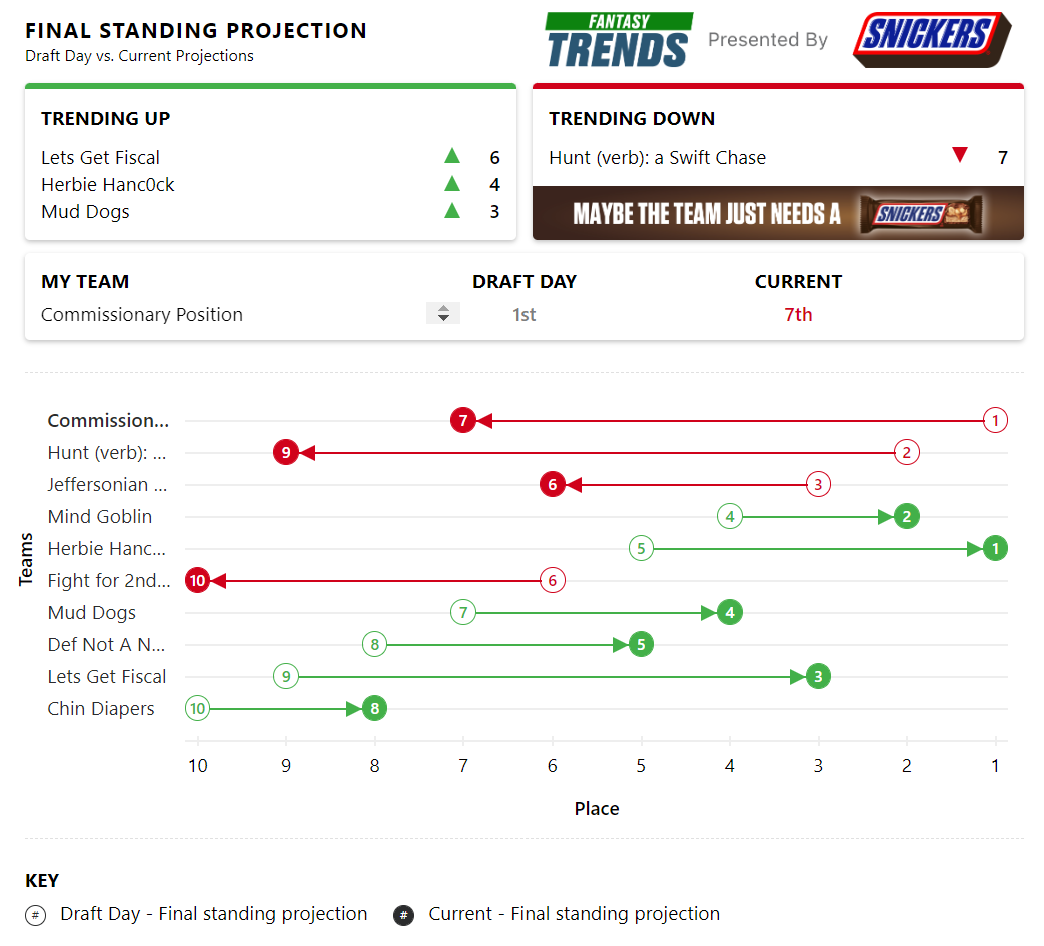 FINAL STANDING PROJECTION
Draft Day vs. Current Projections
FANTASY
TRENDS
Presented By
SNICKERS
TRENDING UP
Lets Get Fiscal 6
Herbie Hanc0ck 4
Mud Dogs 3
TRENDING DOWN
Hunt (verb): a Swift Chase 7
MAYBE THE TEAM JUST NEEDS A SNICKERS
MY TEAM DRAFT DAY CURRENT
Commissionary Position 1st 7th
Teams
Commission... 7 1
Hunt (verb): ... 9 2
Jeffersonian ... 6 3
Mind Goblin 4 2
Herbie Hanc... 5 1
Fight for 2nd... 10 6
Mud Dogs 7 4
Def Not A N... 8 5
Lets Get Fiscal 9 3
Chin Diapers 10 8
10 9 8 7 6 5 4 3 2 1
Place
KEY
# Draft Day - Final standing projection # Current - Final standing projection